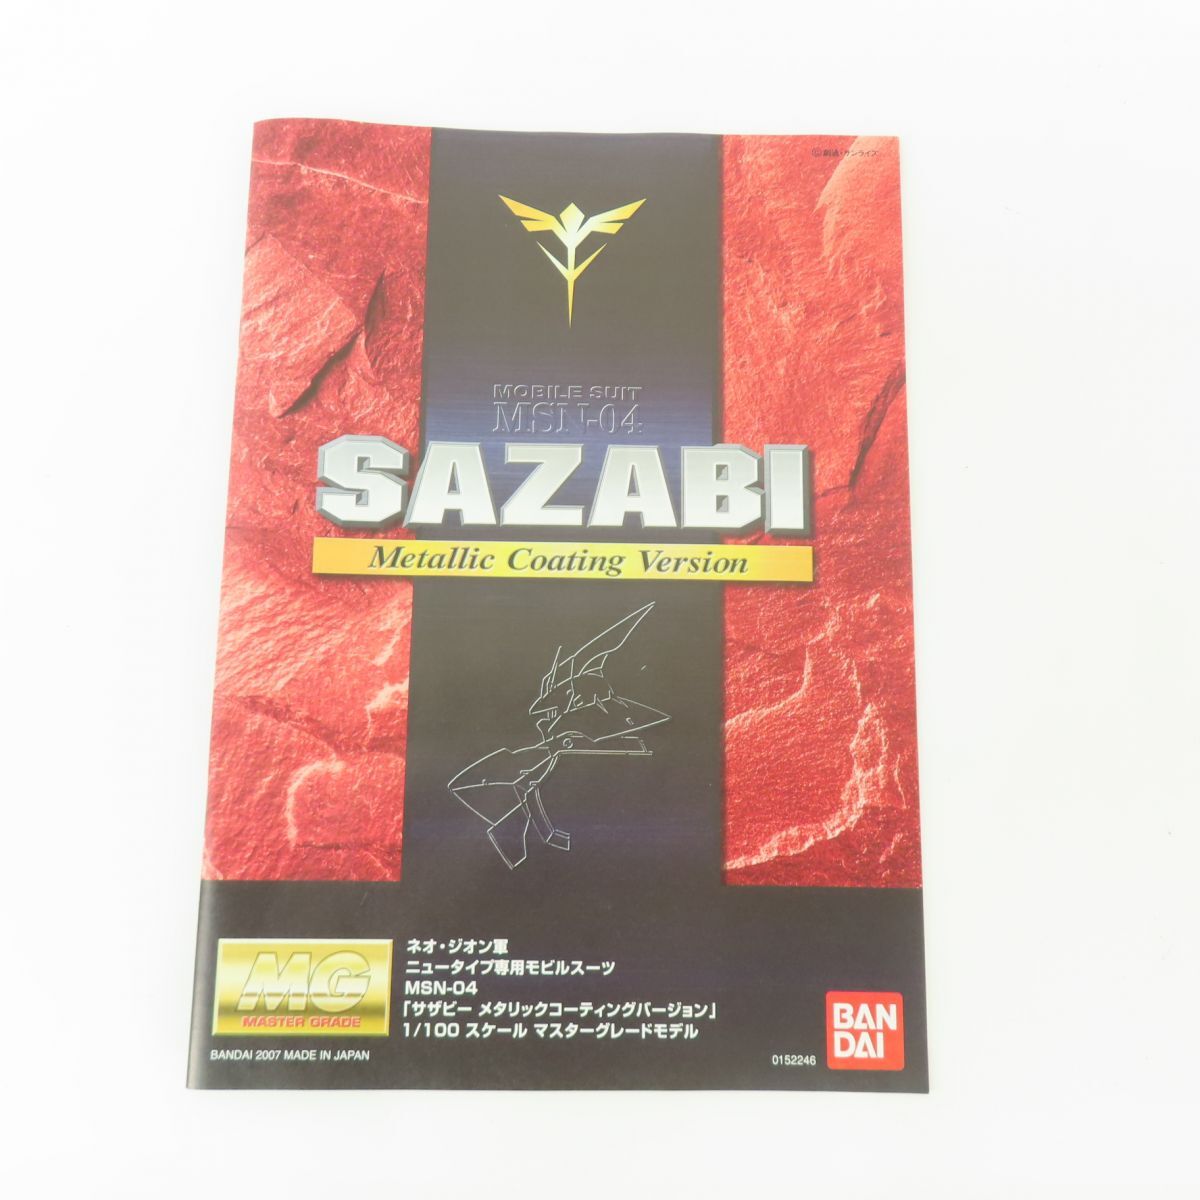 ©創通・サンライズ
MOBILE SUIT
MSN-04
SAZABI
Metallic Coating Version
MG
MASTER GRADE
BANDAI 2007 MADE IN JAPAN
ネオ・ジオン軍
ニュータイプ専用モビルスーツ
MSN-04
「サザビー メタリックコーティングバージョン」
1/100 スケール マスターグレードモデル
0152246
BAN
DAI